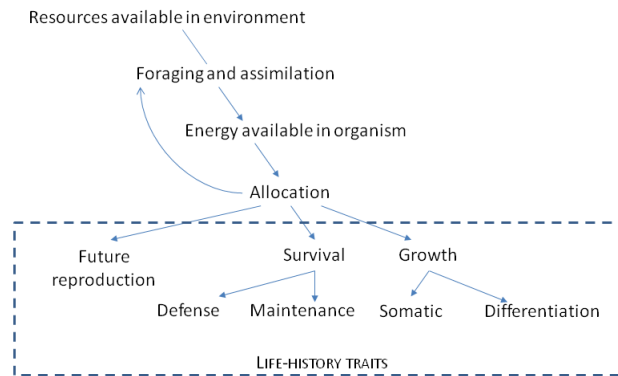 Resources available in environment
Foraging and assimilation
Energy available in organism
Allocation
Future
reproduction
Survival
Growth
Defense
Maintenance
Somatic
Differentiation
LIFE-HISTORY TRAITS